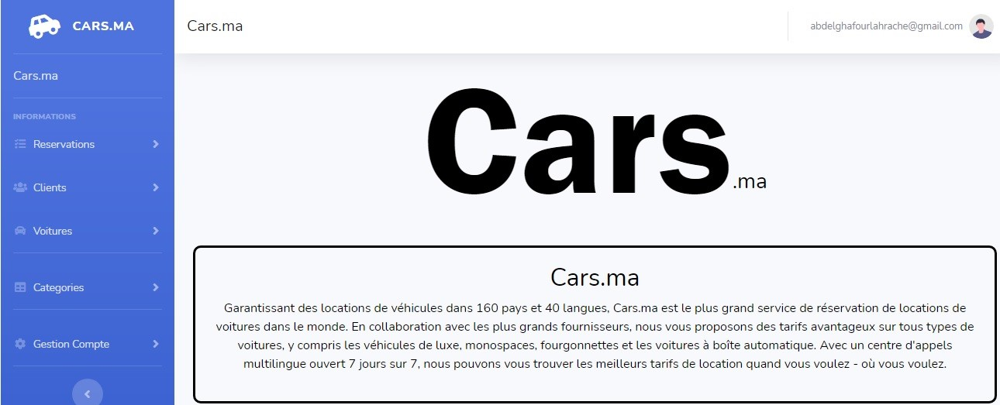 CARS.MA
Cars.ma
INFORMATIONS
Reservations
Clients
Voitures
Categories
Gestion Compte
Cars.ma
abdelghafourlahrache@gmail.com
Cars.ma
Cars.ma
Garantissant des locations de véhicules dans 160 pays et 40 langues, Cars.ma est le plus grand service de réservation de locations de
voitures dans le monde. En collaboration avec les plus grands fournisseurs, nous vous proposons des tarifs avantageux sur tous types de
voitures, y compris les véhicules de luxe, monospaces, fourgonnettes et les voitures à boîte automatique. Avec un centre d'appels
multilingue ouvert 7 jours sur 7, nous pouvons vous trouver les meilleurs tarifs de location quand vous voulez - où vous voulez.